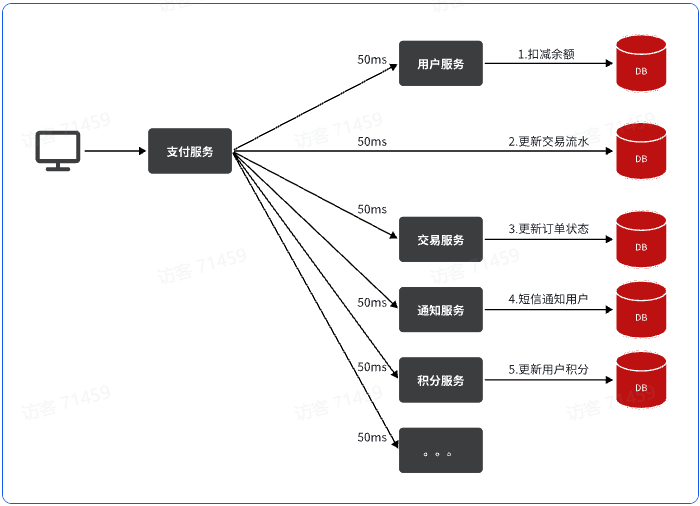 50ms
用户服务
1.扣减余额
DB
支付服务
50ms
2.更新交易流水
DB
50ms
交易服务
3.更新订单状态
DB
50ms
通知服务
4.短信通知用户
DB
50ms
积分服务
5.更新用户积分
DB
50ms
。。。
访客 71459
访客 71459
访客 71459
访客 71459
访客 71459
访客 71459
访客 71459
访客 71459